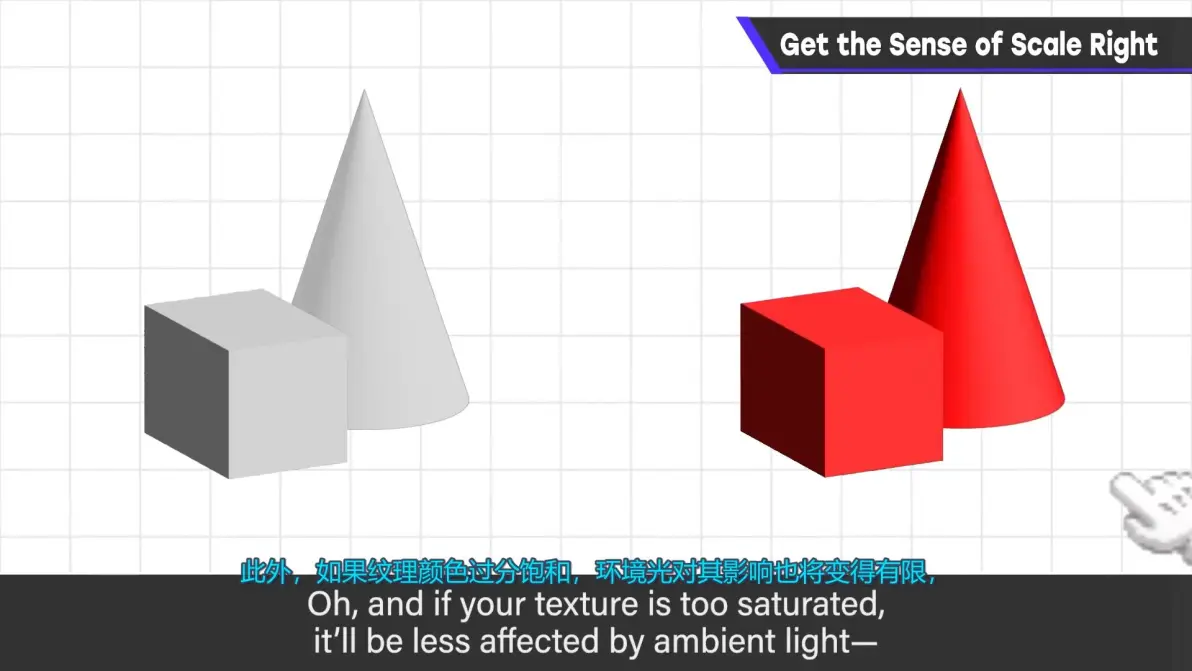 Get the Sense of Scale Right
此外，如果纹理颜色过分饱和，环境光对其影响也将变得有限，
Oh, and if your texture is too saturated,
it’ll be less affected by ambient light—